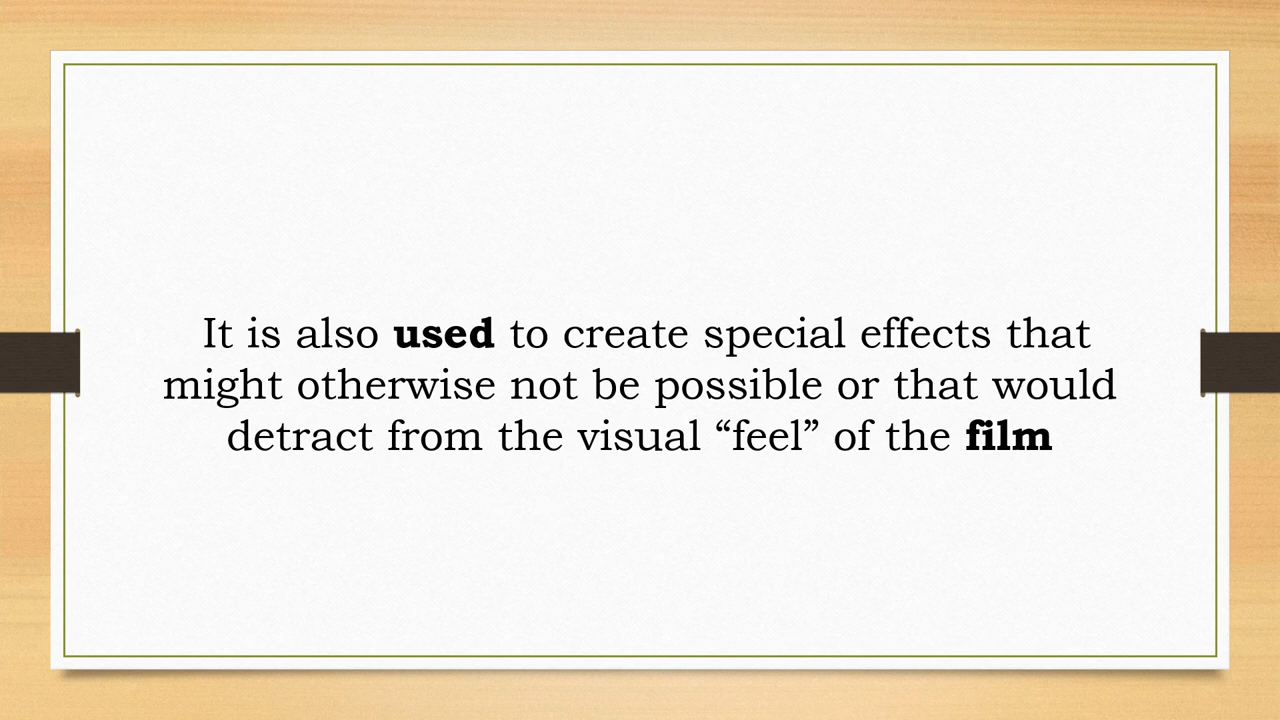 It is also used to create special effects that
might otherwise not be possible or that would
detract from the visual “feel” of the film